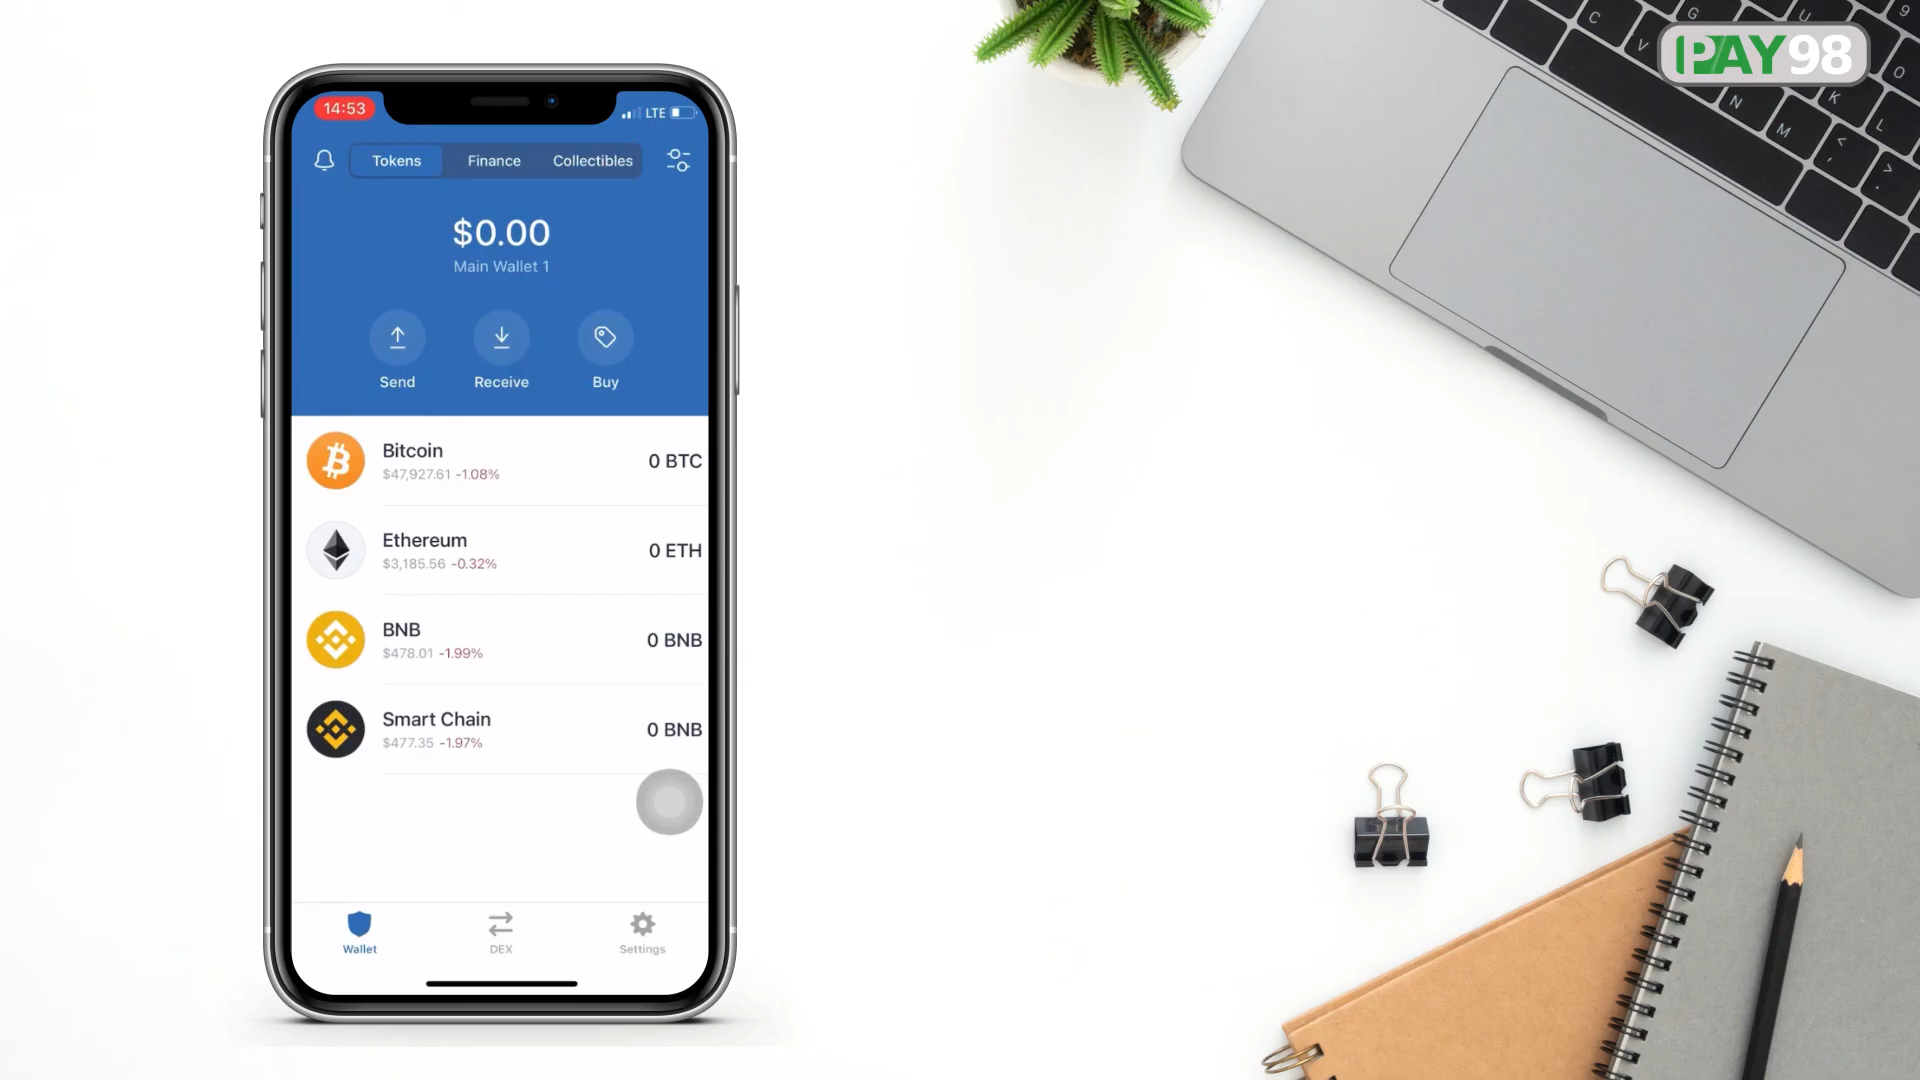 IPAY98
14:53
LTE
Tokens
Finance
Collectibles
$0.00
Main Wallet 1
Send
Receive
Buy
Bitcoin
$47,927.61 -1.08%
0 BTC
Ethereum
$3,185.56 -0.32%
0 ETH
BNB
$478.01 -1.99%
0 BNB
Smart Chain
$477.35 -1.97%
0 BNB
Wallet
DEX
Settings
C
V
G
U
9
O
N
K
M
L
<
,
>
.